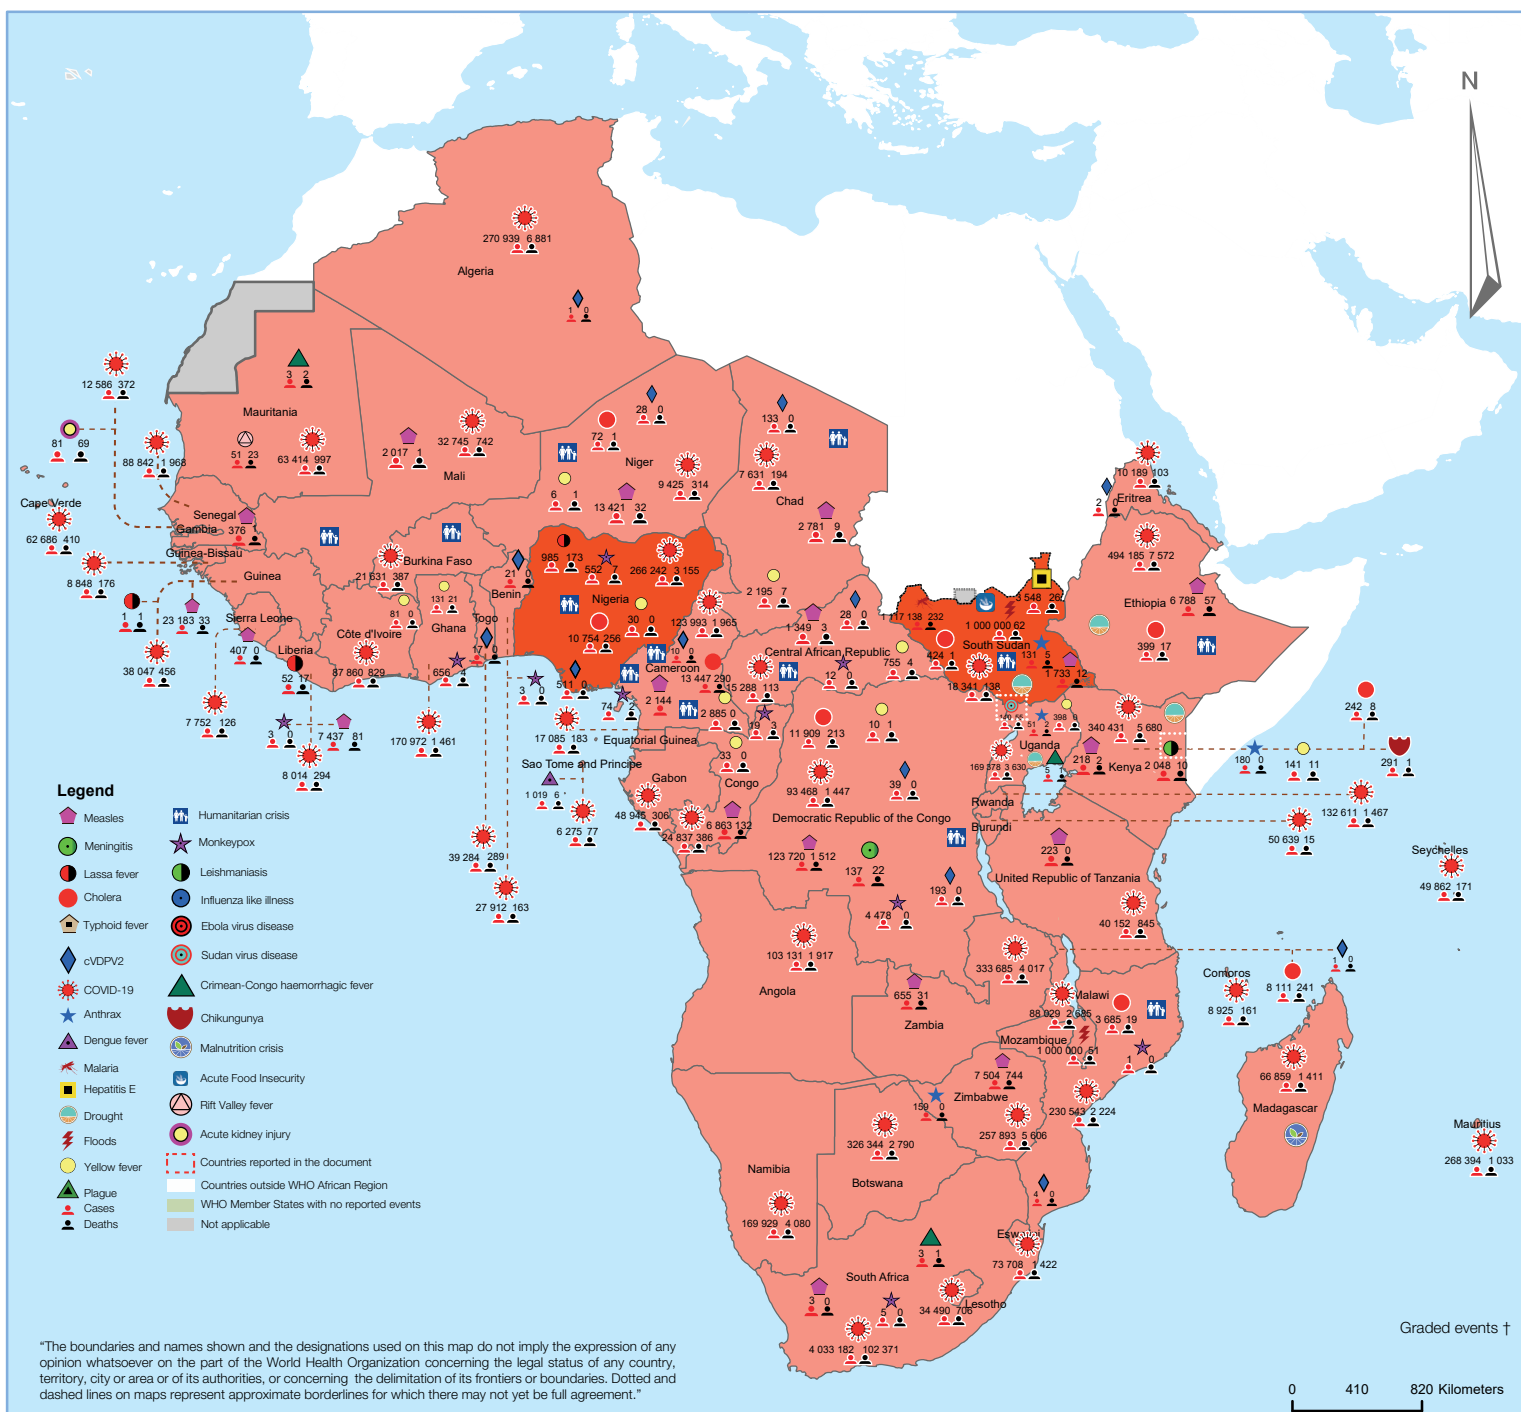 N
270 939 6 881
Algeria
1 0
12 586 372
3 2
Mauritania
81 69
88 842 1 968
51 23
63 414 997
2 017 1
32 745 742
Mali
28 0
72 1
Niger
9 425 314
6 1
13 421 32
133 0
7 631 194
Chad
2 781 9
10 189 103
2 0
Eritrea
Cape Verde
62 686 410
Senegal
376 1
Gambia
Guinea-Bissau
8 848 176
Guinea
21 631 387
Burkina Faso
21 0
Benin
985 173
552 7
266 242 3 155
Nigeria
30 0
10 754 256
511 0
2 195 7
494 185 7 572
Ethiopia
6 788 57
399 17
1 1
23 183 33
Sierra Leone
407 0
38 047 456
Liberia
52 17
Côte d'Ivoire
87 860 829
81 0
131 21
Ghana
656 4
Togo
17 0
123 993 1 965
10 0
Cameroon
13 447 290
2 144
1 349 3
28 0
Central African Republic
15 288 113
12 0
755 4
117 138 232
424 1
1 000 000 62
3 548 26
South Sudan
131 5
1 733 12
18 341 138
7 752 126
3 0
7 437 81
8 014 294
170 972 1 461
3 0
74 2
17 085 183
Equatorial Guinea
2 885 0
19 3
33 0
Congo
Sao Tome and Principe
1 019 6
6 275 77
Gabon
48 945 306
24 837 386
6 863 132
11 909 213
10 1
93 468 1 447
39 0
Democratic Republic of the Congo
123 720 1 512
137 22
193 0
4 478 0
51 2
398 0
Uganda
169 378 3 630
5 1
218 2
340 431 5 680
Kenya
2 048 10
242 8
180 0
141 11
291 1
Rwanda
Burundi
132 611 1 467
50 639 15
223 0
United Republic of Tanzania
40 152 845
Seychelles
49 862 171
39 284 289
27 912 163
103 131 1 917
Angola
333 685 4 017
655 31
Zambia
Malawi
88 029 2 685
3 685 19
Mozambique
1 000 000 51
1 0
230 543 2 224
1 0
8 111 241
Comoros
8 925 161
66 859 1 411
Madagascar
Mauritius
268 394 1 033
7 504 744
159 0
Zimbabwe
257 893 5 606
326 344 2 790
Botswana
Namibia
169 929 4 080
4 0
73 708 1 422
3 1
South Africa
3 0
5 0
34 490 706
Lesotho
4 033 182 102 371
Legend
Measles
Meningitis
Lassa fever
Cholera
Typhoid fever
cVDPV2
COVID-19
Anthrax
Dengue fever
Malaria
Hepatitis E
Drought
Floods
Yellow fever
Plague
Cases
Deaths
Humanitarian crisis
Monkeypox
Leishmaniasis
Influenza like illness
Ebola virus disease
Sudan virus disease
Crimean-Congo haemorrhagic fever
Chikungunya
Malnutrition crisis
Acute Food Insecurity
Rift Valley fever
Acute kidney injury
Countries reported in the document
Countries outside WHO African Region
WHO Member States with no reported events
Not applicable
“The boundaries and names shown and the designations used on this map do not imply the expression of any
opinion whatsoever on the part of the World Health Organization concerning the legal status of any country,
territory, city or area or of its authorities, or concerning the delimitation of its frontiers or boundaries. Dotted and
dashed lines on maps represent approximate borderlines for which there may not yet be full agreement.”
Graded events †
0 410 820 Kilometers